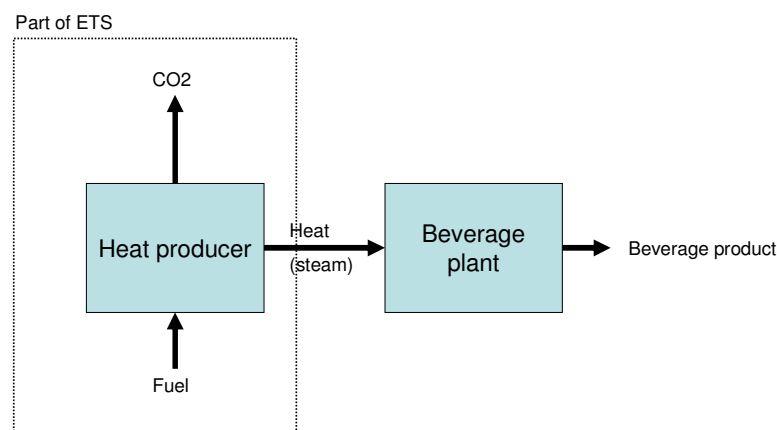 Part of ETS
CO2
Heat producer
Heat
(steam)
Beverage
plant
Beverage product
Fuel